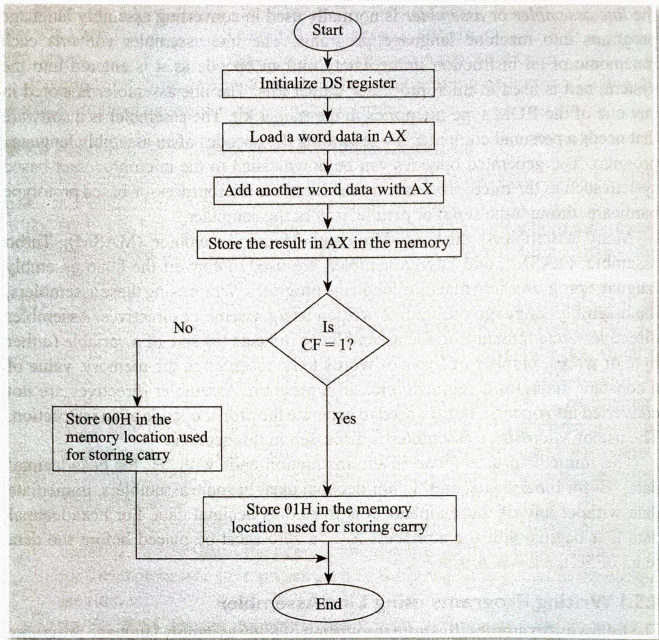 Start
Initialize DS register
Load a word data in AX
Add another word data with AX
Store the result in AX in the memory
Is
CF = 1?
No
Yes
Store 00H in the
memory location used
for storing carry
Store 01H in the memory
location used for storing carry
End